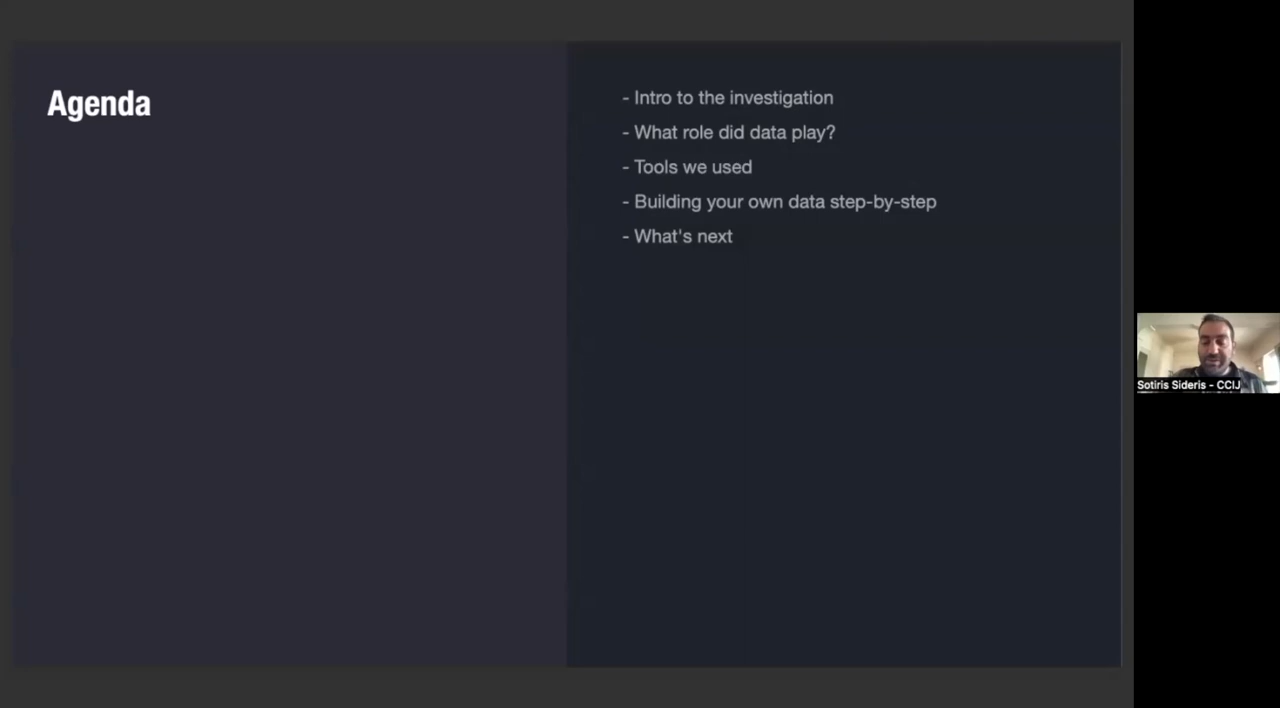 Agenda
- Intro to the investigation
- What role did data play?
- Tools we used
- Building your own data step-by-step
- What's next
Sotiris Sideris - CCIJ